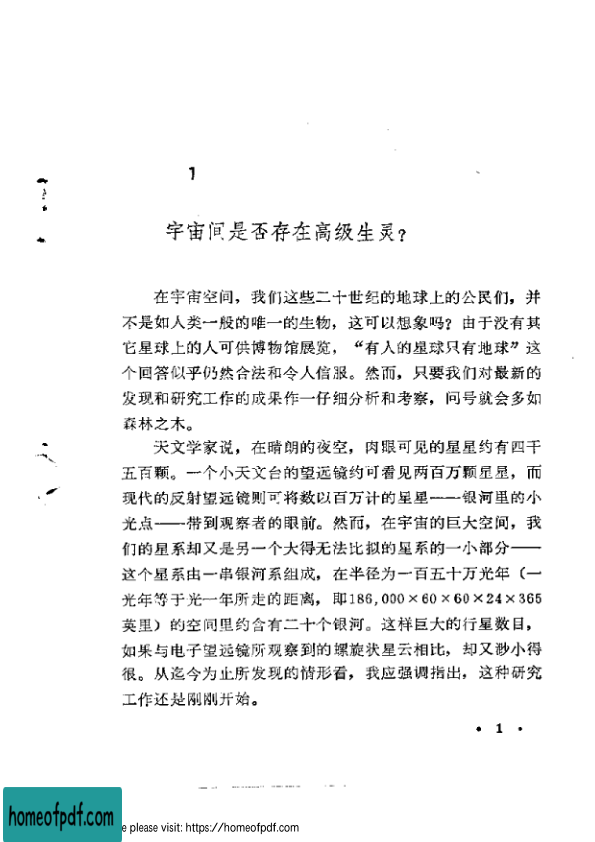 1
宇宙间是否存在高级生灵？
在宇宙空间，我们这些二十世纪的地球上的公民们，并
不是如人类一般的唯一的生物，这可以想象吗？由于没有其
它星球上的人可供博物馆展览，“有人的星球只有地球”这
个回答似乎仍然合法和令人信服。然而，只要我们对最新的
发现和研究工作的成果作一仔细分析和考察，问号就会多如
森林之木。
天文学家说，在晴朗的夜空，肉眼可见的星星约有四千
五百颗。一个小天文台的望远镜约可看见两百万颗星星，而
现代的反射望远镜则可将数以百万计的星星——银河里的小
光点——带到观察者的眼前。然而，在宇宙的巨大空间，我
们的星系却又是另一个大得无法比拟的星系的一小部分——
这个星系由一串银河系组成，在半径为一百五十万光年（一
光年等于光一年所走的距离，即186,000×60×60×24×365
英里）的空间里约含有二十个银河。这样巨大的行星数目，
如果与电子望远镜所观察到的螺旋状星云相比，却又渺小得
很。从迄今为止所发现的情形看，我应强调指出，这种研究
工作还是刚刚开始。
• 1 •
homeofpdf.com
e please visit: https://homeofpdf.com